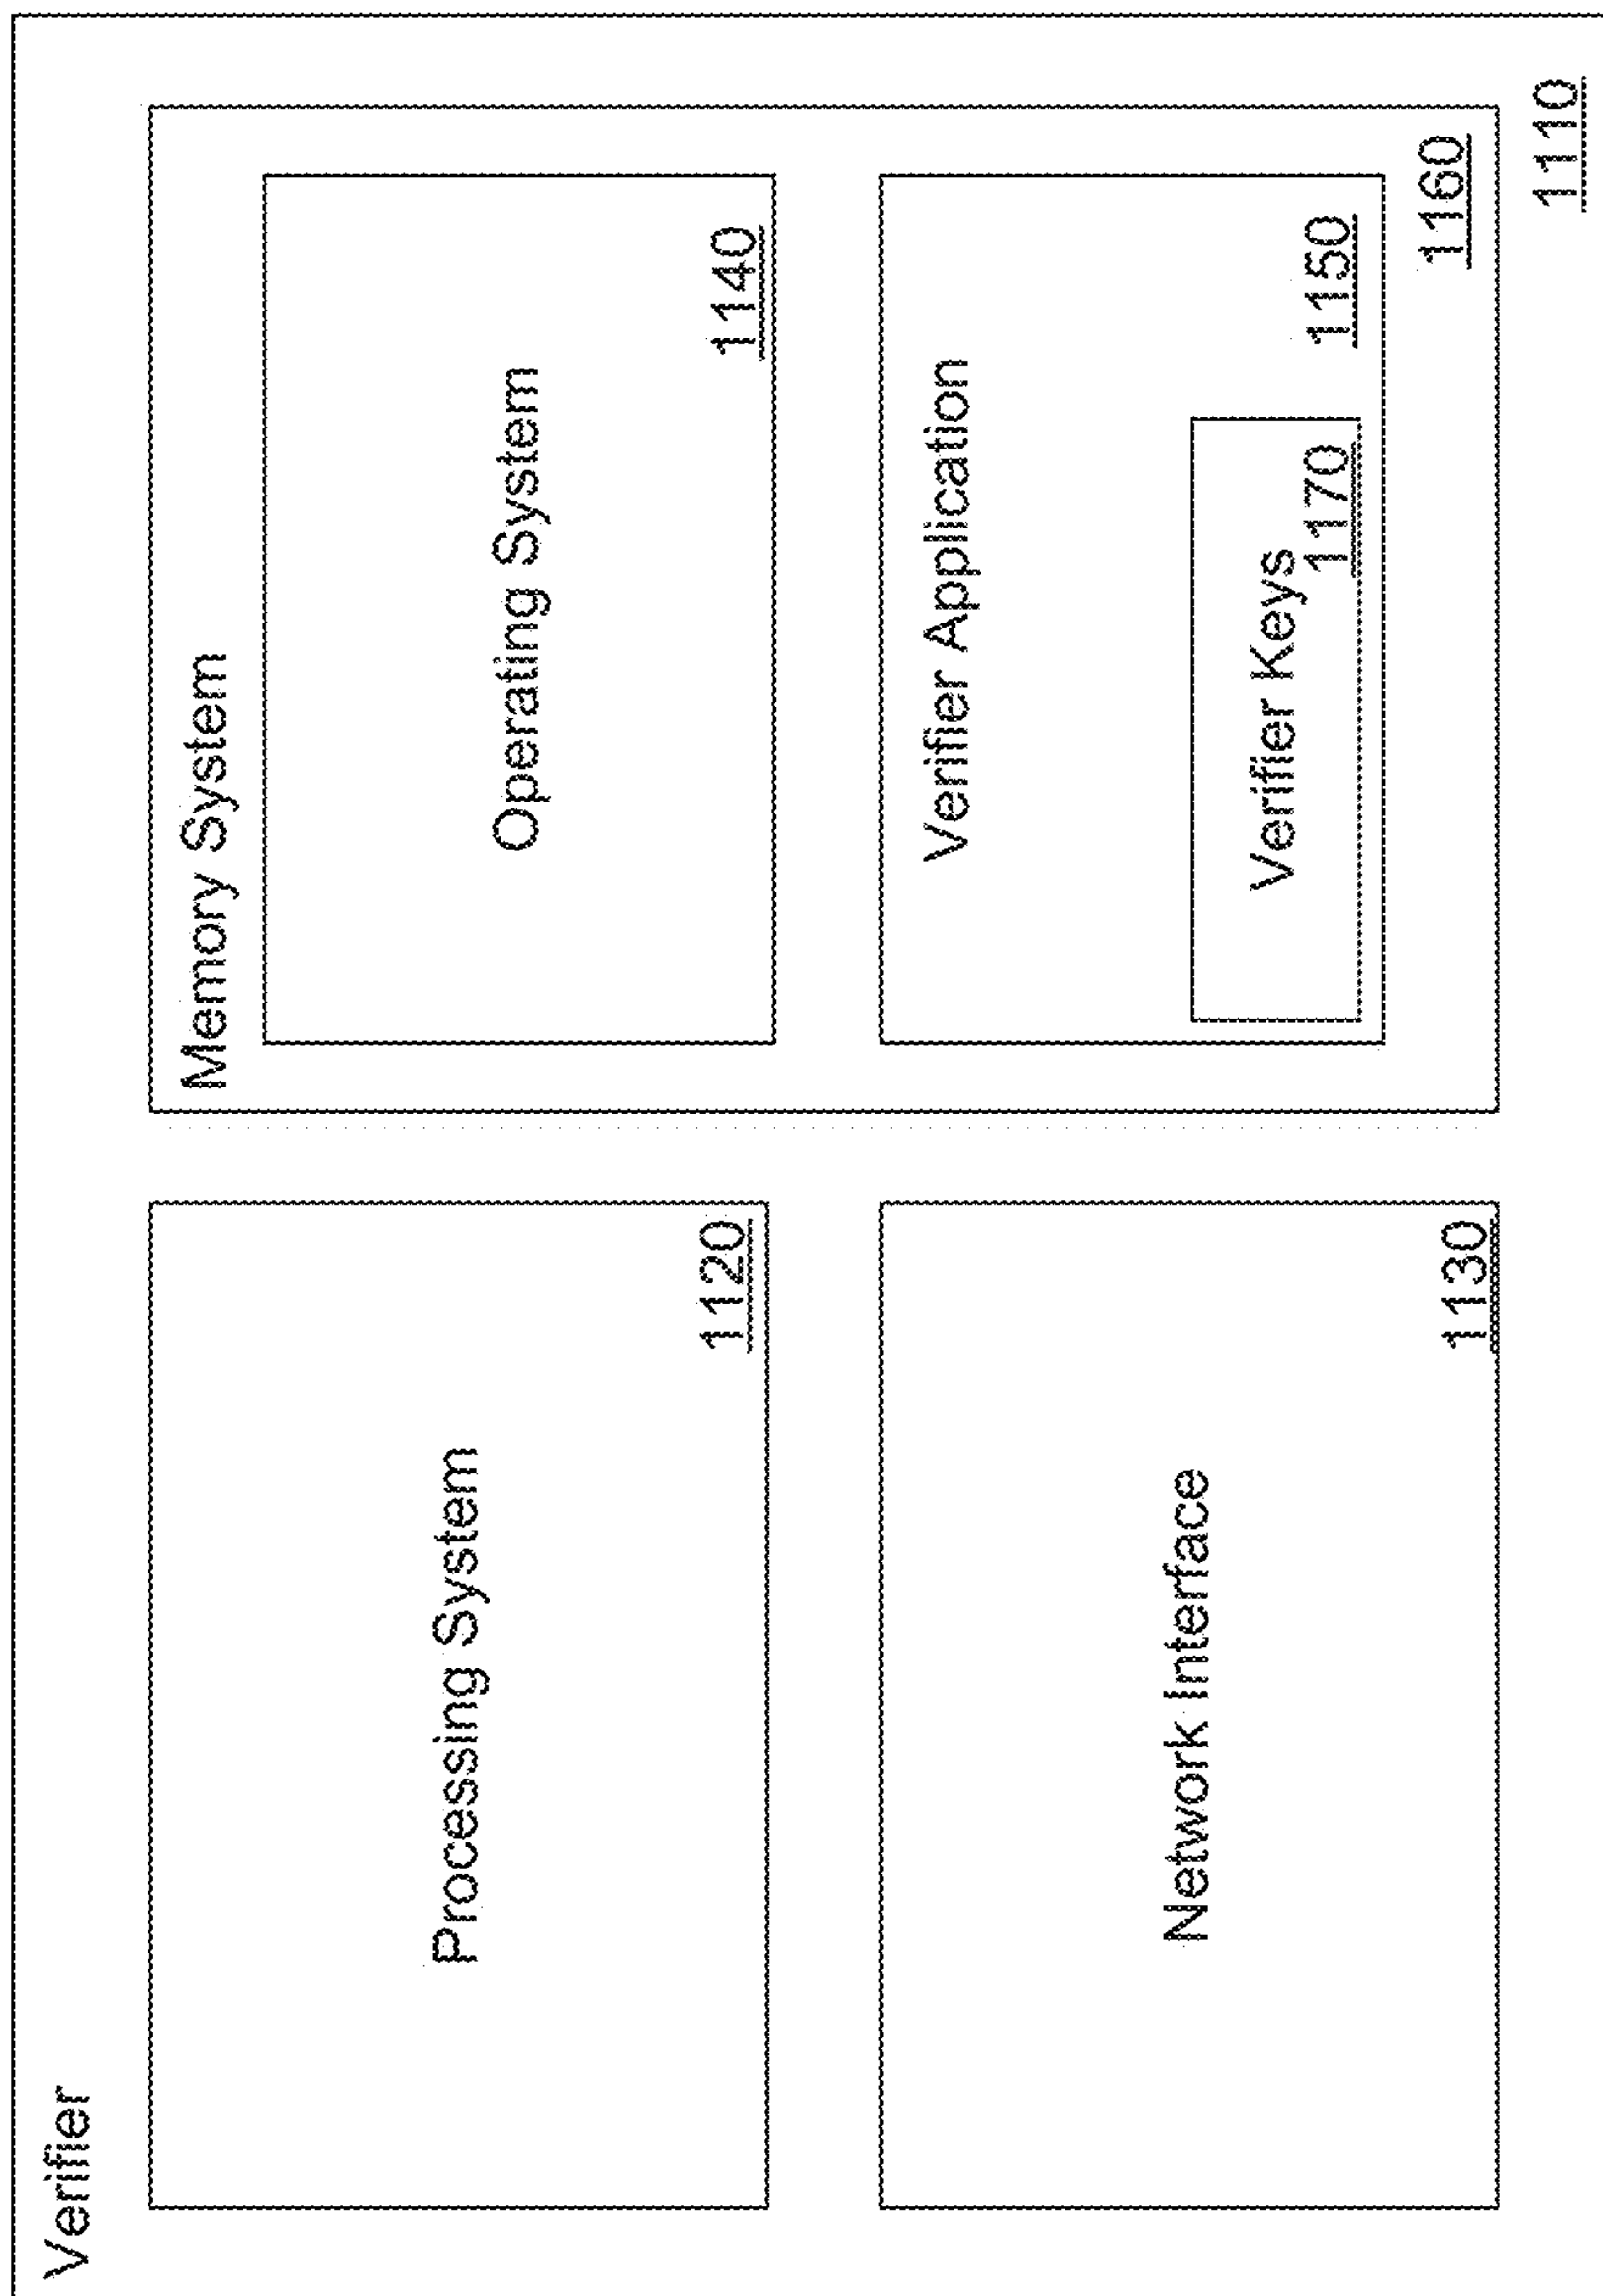 Verifier
Processing System
1120
Network Interface
1130
Memory System
Operating System
1140
Verifier Application
Verifier Keys
1170
1150
1160
1110